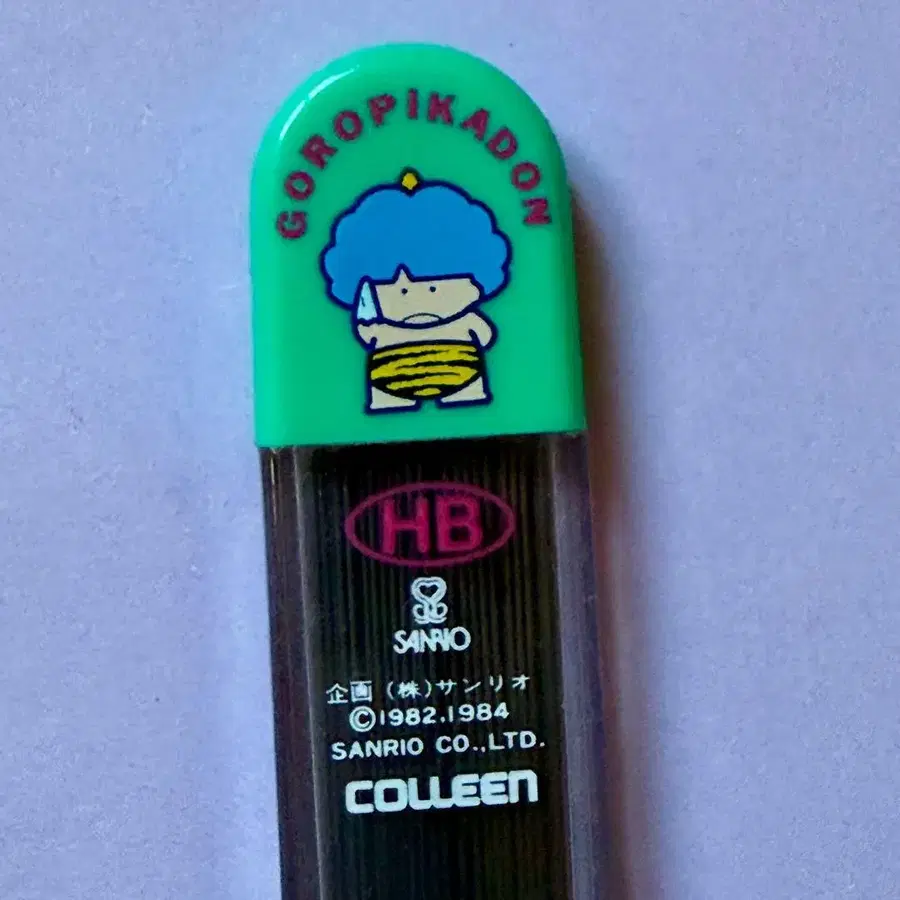 GOROPIKADON
HB
SANRIO
企画 (株)サンリオ
©1982.1984
SANRIO CO.,LTD.
COLLEEN